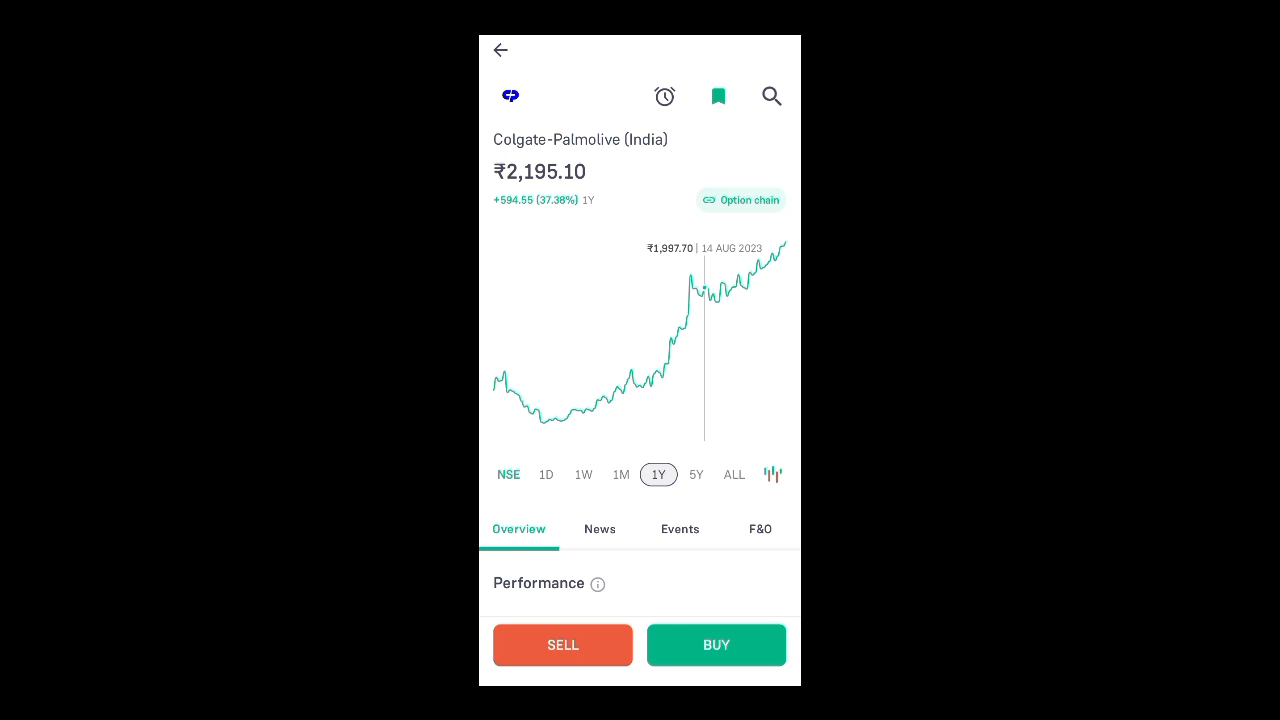 Colgate-Palmolive (India)
₹2,195.10
+594.55 (37.38%) 1Y
Option chain
₹1,997.70 | 14 AUG 2023
NSE 1D 1W 1M 1Y 5Y ALL
Overview News Events F&O
Performance
SELL BUY